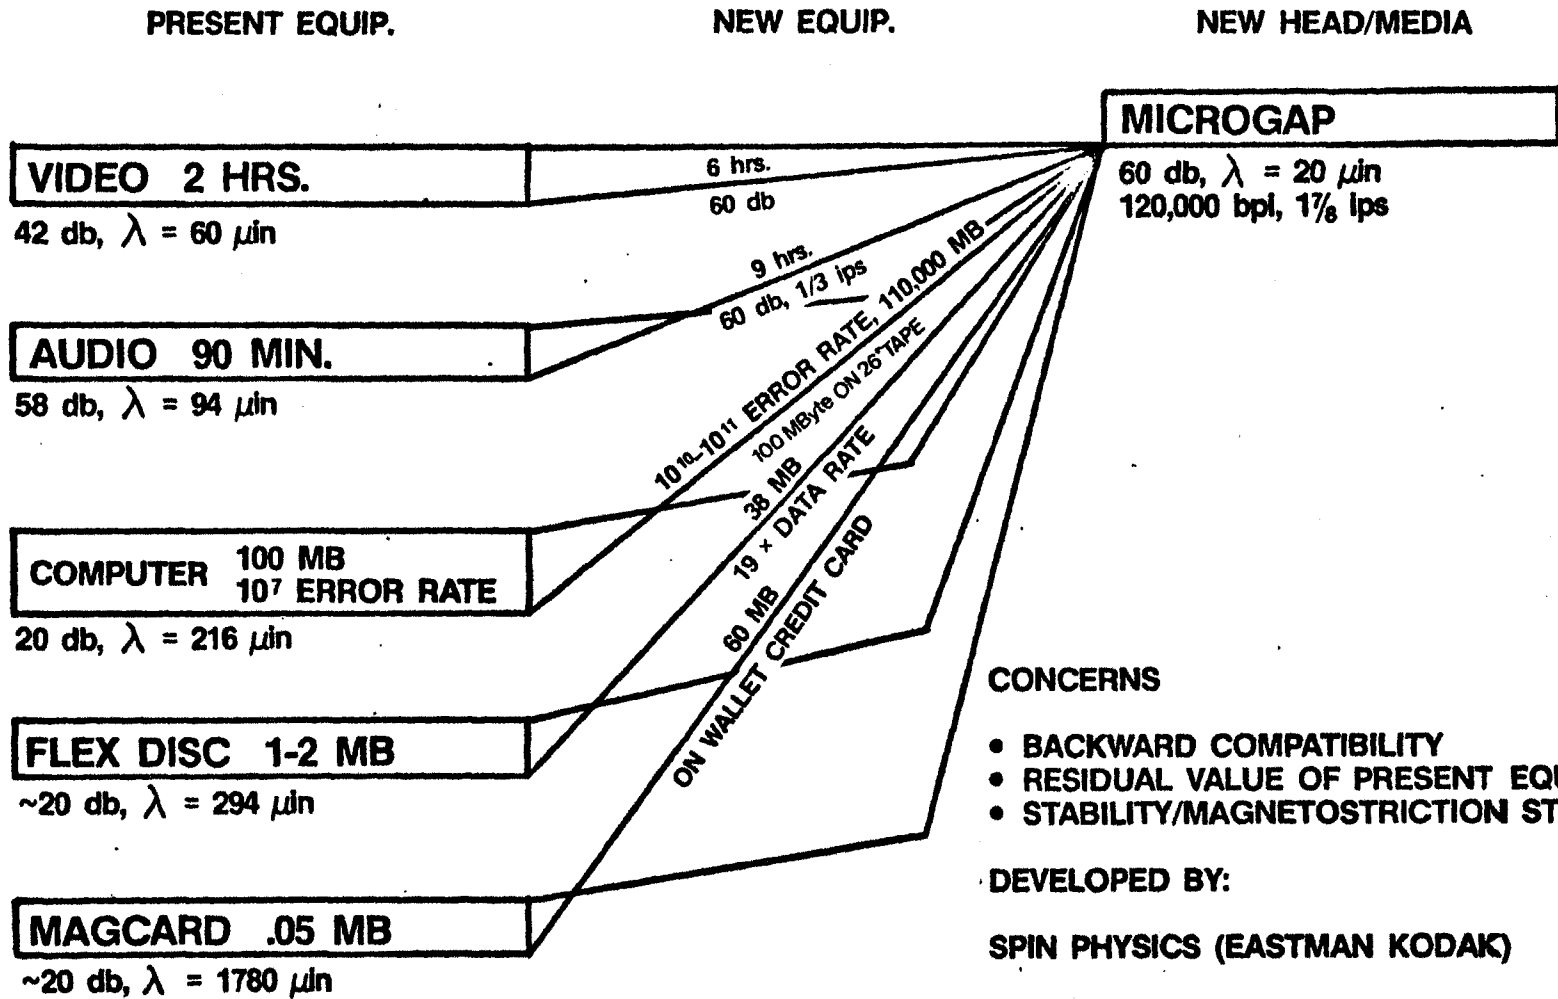 PRESENT EQUIP.
NEW EQUIP.
NEW HEAD/MEDIA
MICROGAP
60 db, λ = 20 μin
120,000 bpi, 1⅞ ips
VIDEO 2 HRS.
42 db, λ = 60 μin
6 hrs.
60 db
AUDIO 90 MIN.
58 db, λ = 94 μin
9 hrs.
60 db, 1/3 ips
COMPUTER 100 MB
10⁷ ERROR RATE
20 db, λ = 216 μin
10¹⁰-10¹¹ ERROR RATE, 110,000 MB
100 MByte ON 26" TAPE
FLEX DISC 1-2 MB
~20 db, λ = 294 μin
38 MB
19 × DATA RATE
MAGCARD .05 MB
~20 db, λ = 1780 μin
60 MB
ON WALLET CREDIT CARD
CONCERNS
• BACKWARD COMPATIBILITY
• RESIDUAL VALUE OF PRESENT EQU
• STABILITY/MAGNETOSTRICTION ST
DEVELOPED BY:
SPIN PHYSICS (EASTMAN KODAK)